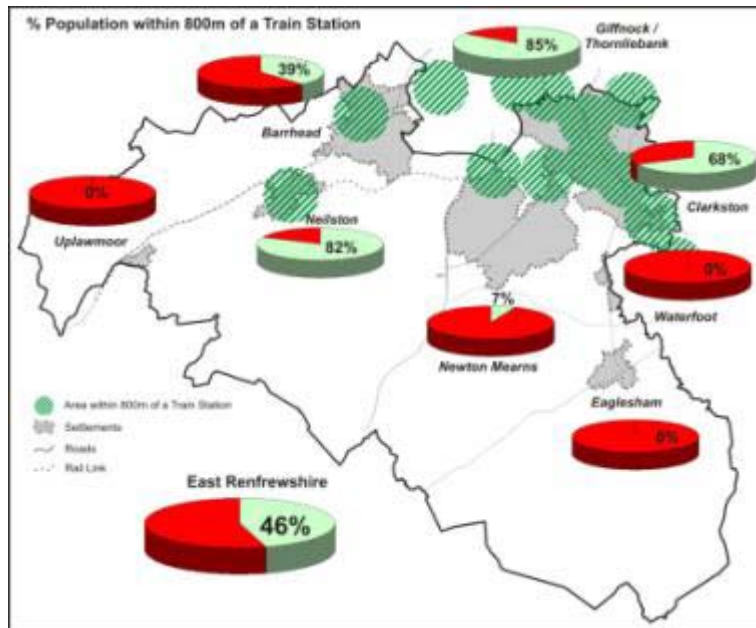 % Population within 800m of a Train Station
Giffnock /
Thornliebank
85%
39%
Barrhead
68%
Clarkston
0%
Uplawmoor
Neilston
82%
0%
Waterfoot
7%
Newton Mearns
Eaglesham
0%
Area within 800m of a Train Station
Settlements
Roads
Rail Link
East Renfrewshire
46%